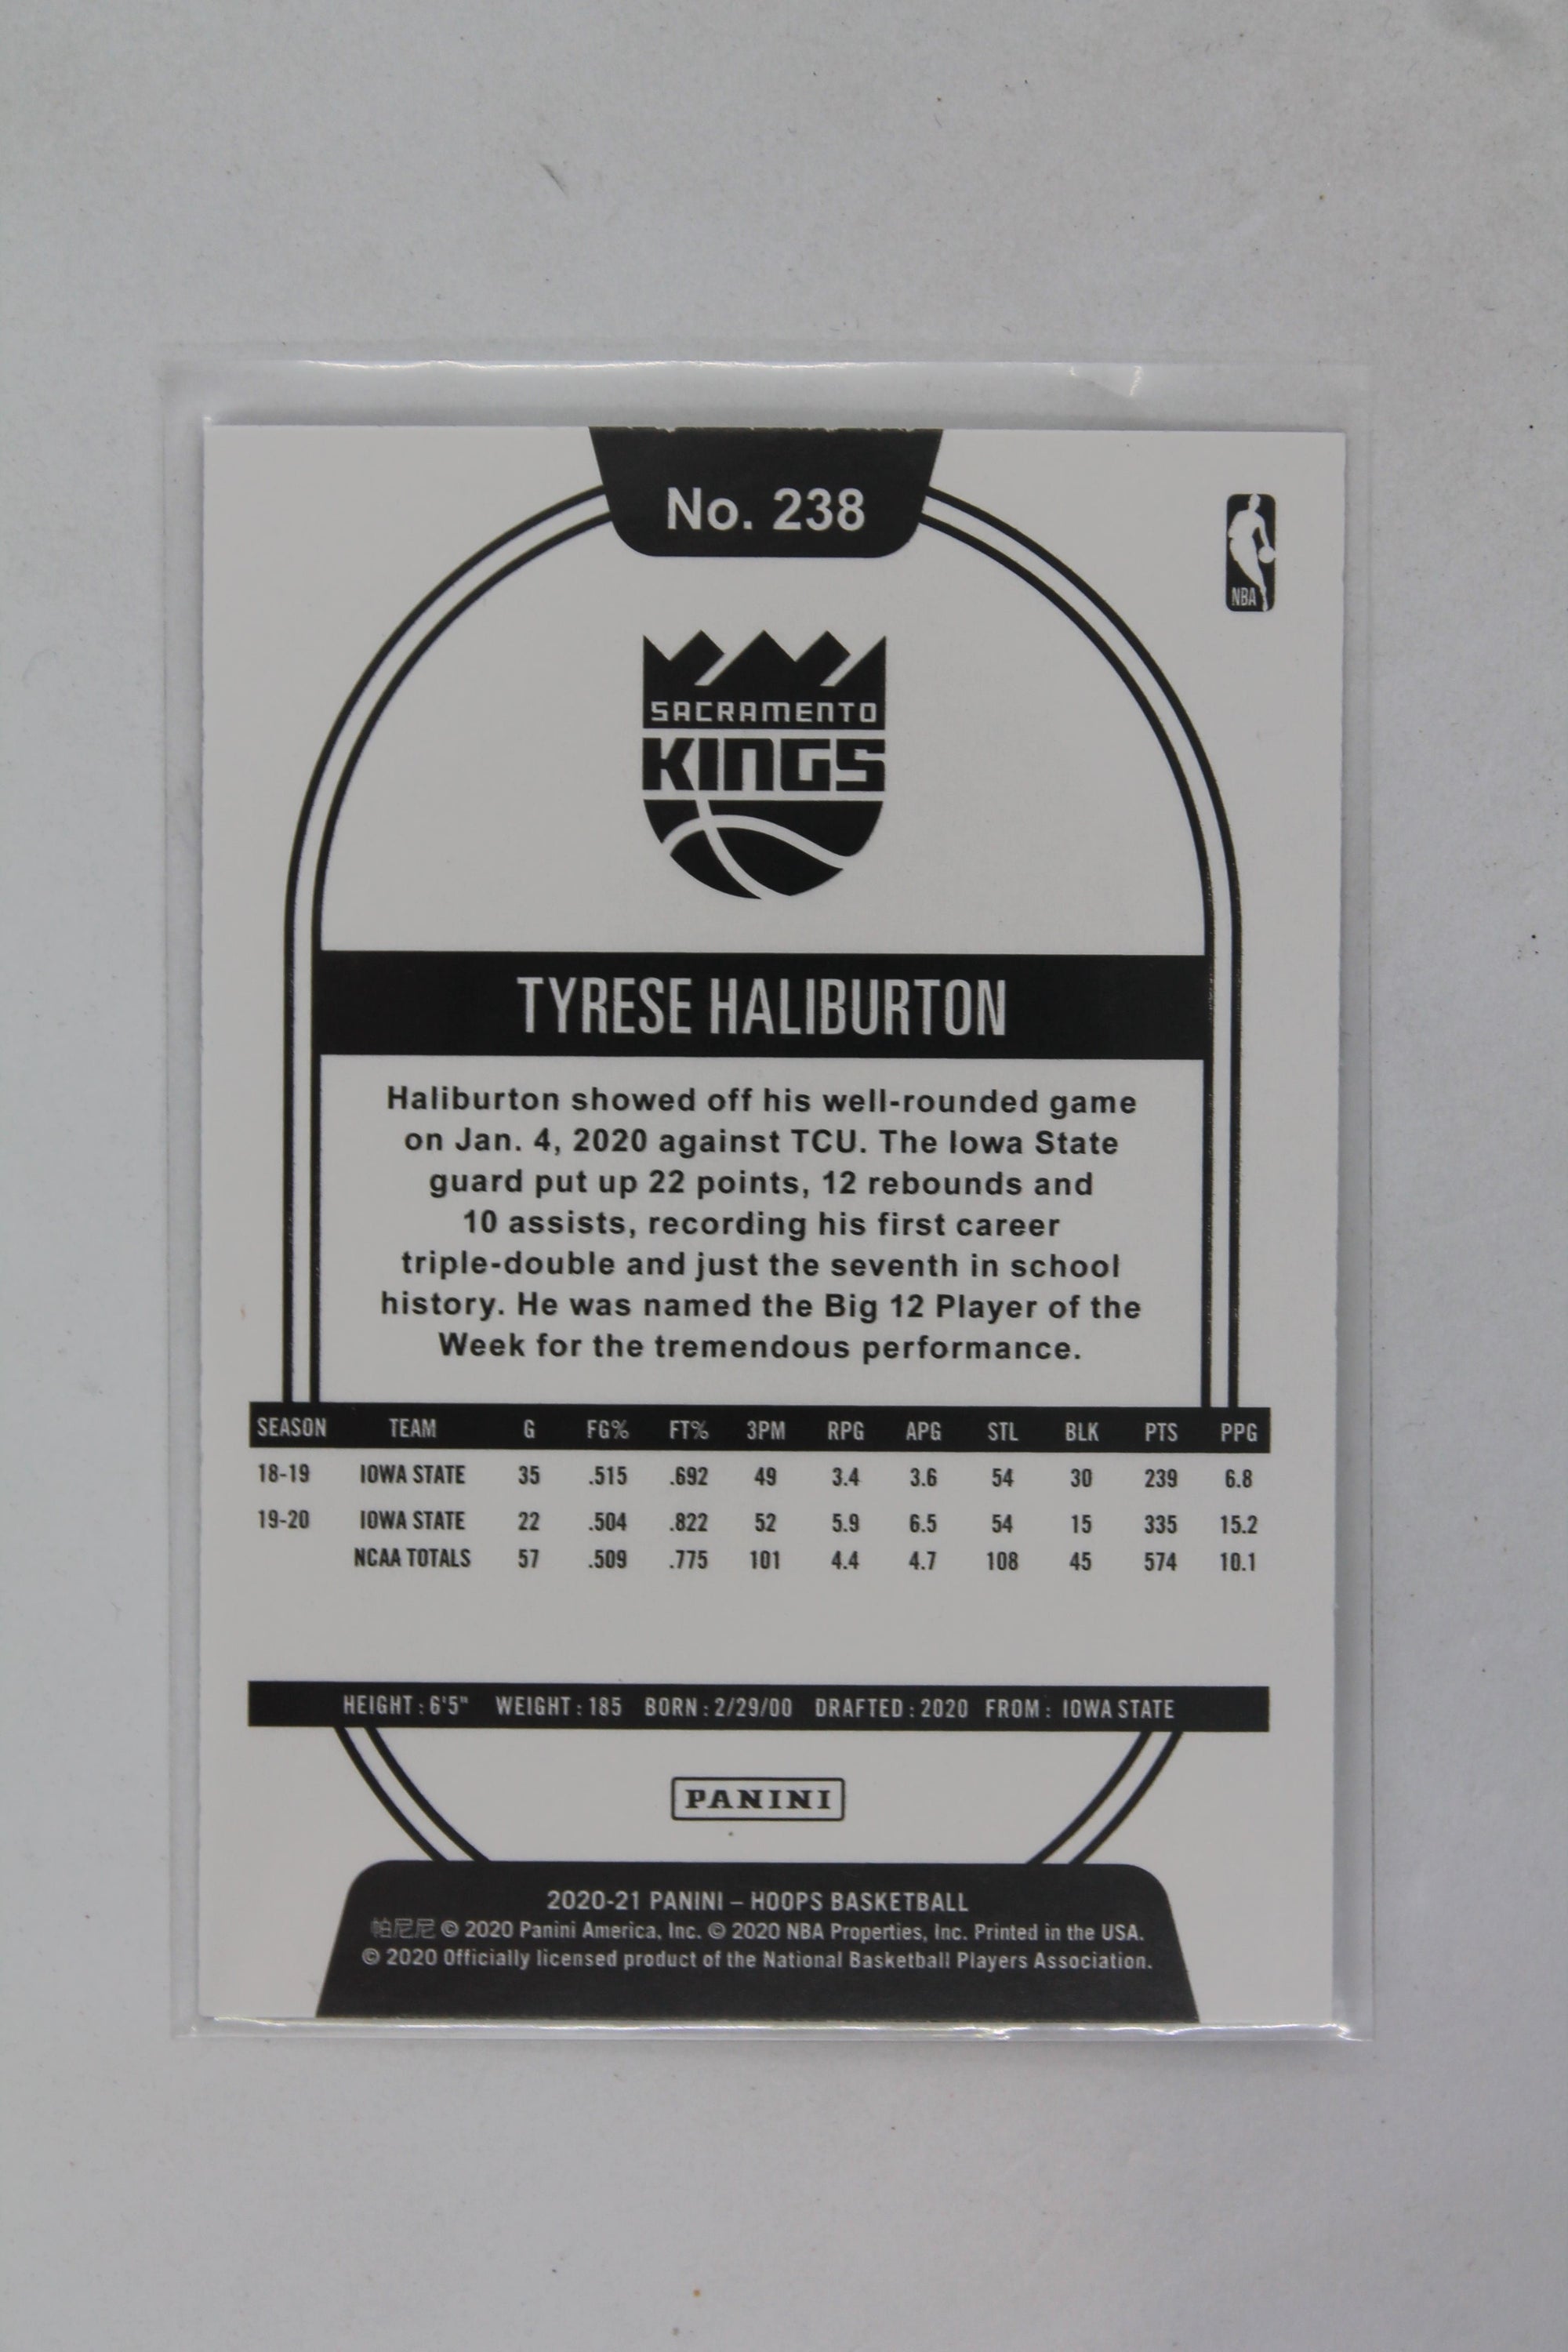 No. 238
NBA
SACRAMENTO
KINGS
TYRESE HALIBURTON
Haliburton showed off his well-rounded game
on Jan. 4, 2020 against TCU. The Iowa State
guard put up 22 points, 12 rebounds and
10 assists, recording his first career
triple-double and just the seventh in school
history. He was named the Big 12 Player of the
Week for the tremendous performance.
SEASON TEAM G FG% FT% 3PM RPG APG STL BLK PTS PPG
18-19 IOWA STATE 35 .515 .692 49 3.4 3.6 54 30 239 6.8
19-20 IOWA STATE 22 .504 .822 52 5.9 6.5 54 15 335 15.2
NCAA TOTALS 57 .509 .775 101 4.4 4.7 108 45 574 10.1
HEIGHT : 6'5" WEIGHT : 185 BORN : 2/29/00 DRAFTED : 2020 FROM : IOWA STATE
PANINI
2020-21 PANINI – HOOPS BASKETBALL
帕尼尼 © 2020 Panini America, Inc. © 2020 NBA Properties, Inc. Printed in the USA.
© 2020 Officially licensed product of the National Basketball Players Association.